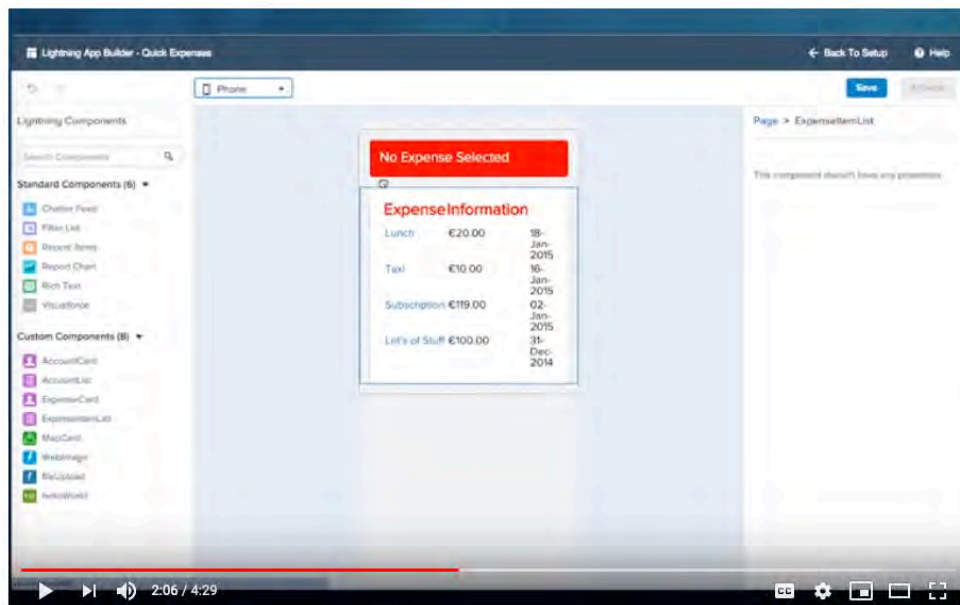 Lightning App Builder - Quick Expenses
Back To Setup
Help
Phone
Save
Lightning Components
Page > ExpenseItemList
Search Components
This component doesn't have any properties
Standard Components (6)
Chatter Feed
Filter List
Recent Items
Report Chart
Rich Text
Visualforce
Custom Components (8)
AccountCard
AccountList
ExpenseCard
ExpenseItemList
MapCard
WebImage
fileUpload
helloWorld
No Expense Selected
ExpenseInformation
Lunch €20.00 18-
Jan-
2015
Taxi €10.00 16-
Jan-
2015
Subscription €119.00 02-
Jan-
2015
Lot's of Stuff €100.00 31-
Dec-
2014
2:06 / 4:29
CC